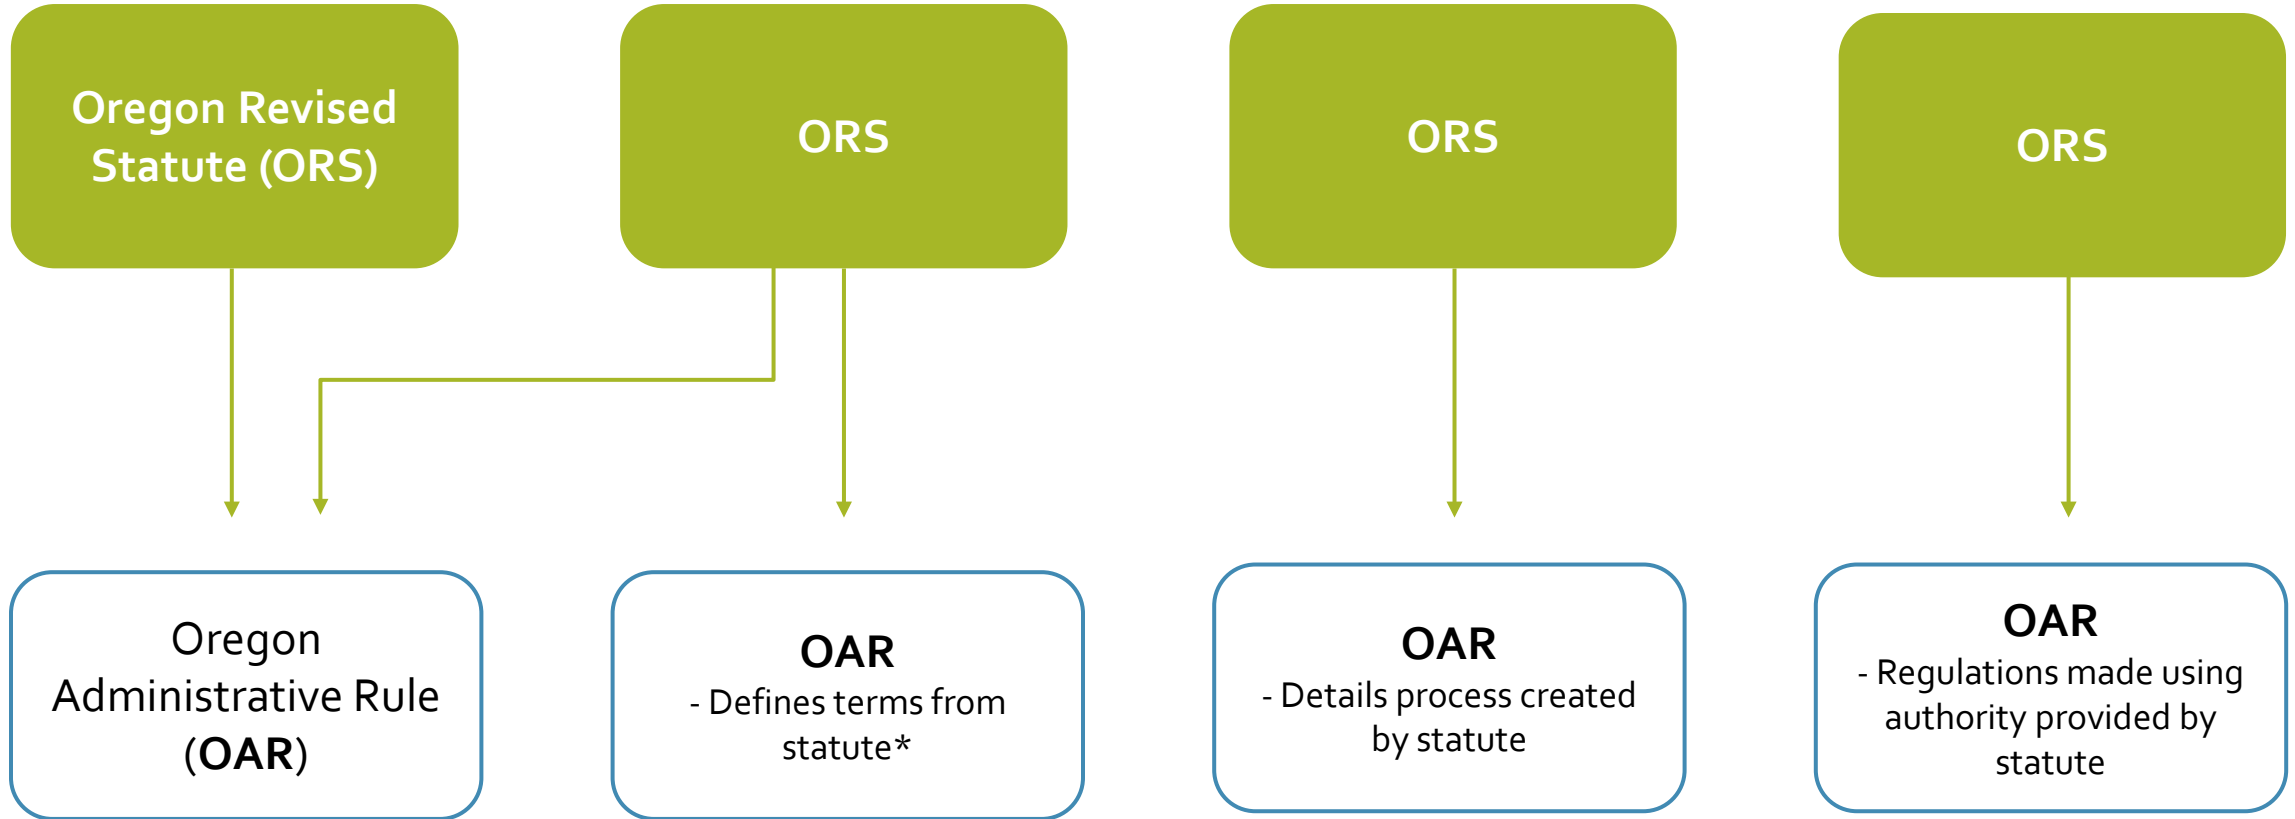 Oregon Revised
Statute (ORS)
ORS
ORS
ORS
Oregon
Administrative Rule
(OAR)
OAR
- Defines terms from
statute*
OAR
- Details process created
by statute
OAR
- Regulations made using
authority provided by
statute